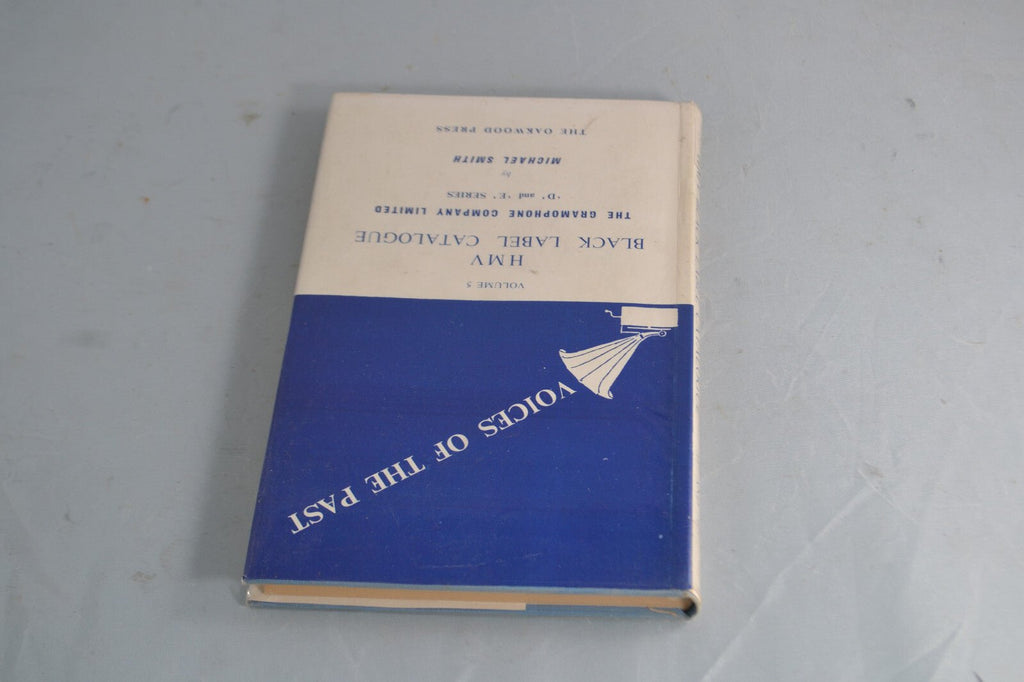 VOICES OF THE PAST
VOLUME 5
HMV
BLACK LABEL CATALOGUE
THE GRAMOPHONE COMPANY LIMITED
'D' and 'E' SERIES
by
MICHAEL SMITH
THE OAKWOOD PRESS